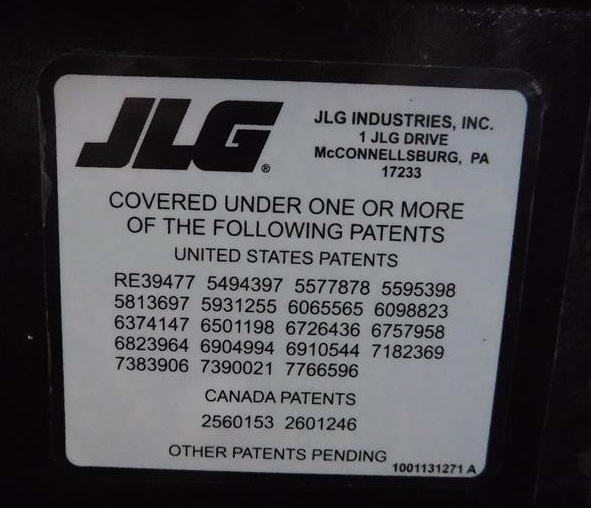 JLG®
JLG INDUSTRIES, INC.
1 JLG DRIVE
McCONNELLSBURG, PA
17233
COVERED UNDER ONE OR MORE
OF THE FOLLOWING PATENTS
UNITED STATES PATENTS
RE39477 5494397 5577878 5595398
5813697 5931255 6065565 6098823
6374147 6501198 6726436 6757958
6823964 6904994 6910544 7182369
7383906 7390021 7766596
CANADA PATENTS
2560153 2601246
OTHER PATENTS PENDING
1001131271 A